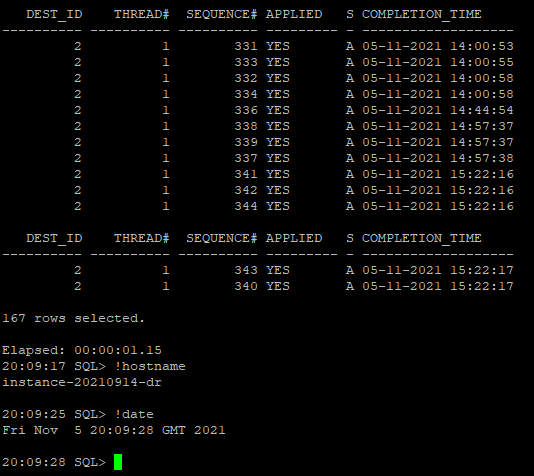 DEST_ID    THREAD#  SEQUENCE# APPLIED   S COMPLETION_TIME
---------- ---------- ---------- --------- - -------------------
         2          1        331 YES       A 05-11-2021 14:00:53
         2          1        333 YES       A 05-11-2021 14:00:55
         2          1        332 YES       A 05-11-2021 14:00:58
         2          1        334 YES       A 05-11-2021 14:00:58
         2          1        336 YES       A 05-11-2021 14:44:54
         2          1        338 YES       A 05-11-2021 14:57:37
         2          1        339 YES       A 05-11-2021 14:57:37
         2          1        337 YES       A 05-11-2021 14:57:38
         2          1        341 YES       A 05-11-2021 15:22:16
         2          1        342 YES       A 05-11-2021 15:22:16
         2          1        344 YES       A 05-11-2021 15:22:16
   DEST_ID    THREAD#  SEQUENCE# APPLIED   S COMPLETION_TIME
---------- ---------- ---------- --------- - -------------------
         2          1        343 YES       A 05-11-2021 15:22:17
         2          1        340 YES       A 05-11-2021 15:22:17
167 rows selected.
Elapsed: 00:00:01.15
20:09:17 SQL> !hostname
instance-20210914-dr
20:09:25 SQL> !date
Fri Nov  5 20:09:28 GMT 2021
20:09:28 SQL>